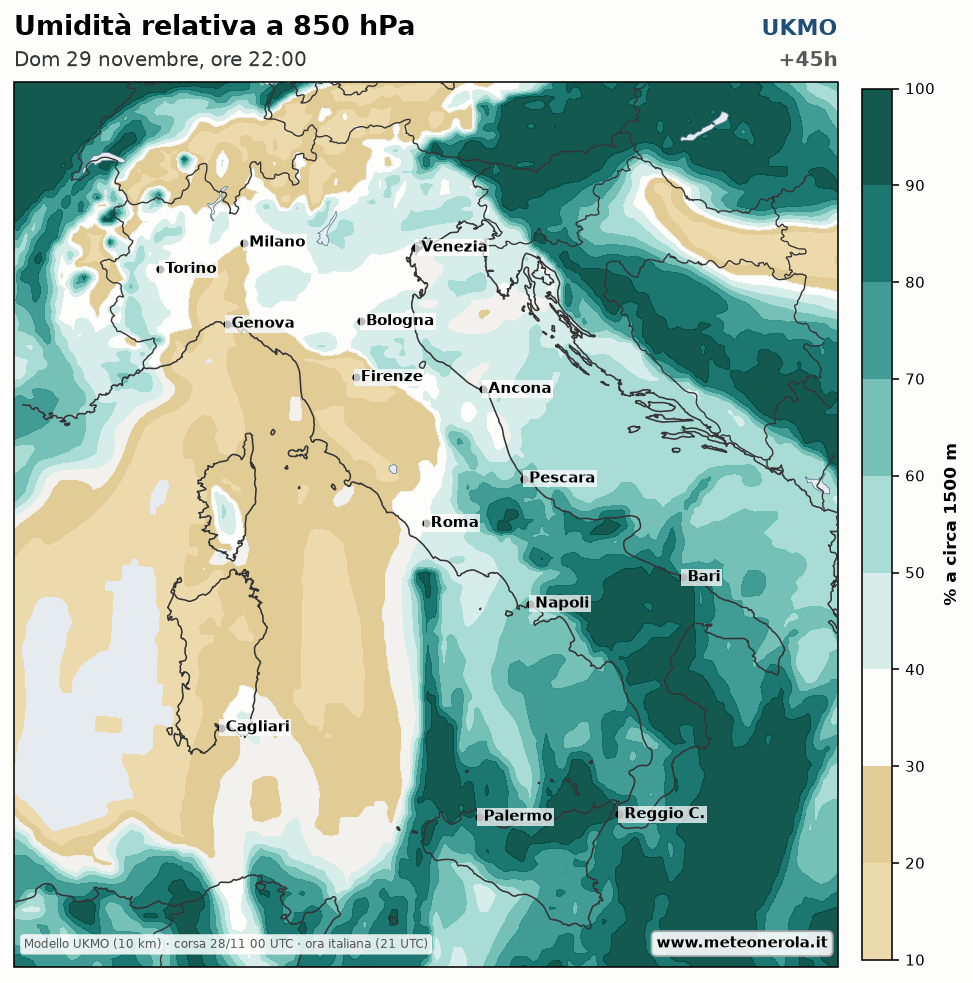 Umidità relativa a 850 hPa
UKMO
Dom 29 novembre, ore 22:00
+45h
Milano
Venezia
Torino
Genova
Bologna
Firenze
Ancona
Pescara
Roma
Bari
Napoli
Cagliari
Palermo
Reggio C.
100
90
80
70
60
50
40
30
20
10
% a circa 1500 m
Modello UKMO (10 km) · corsa 28/11 00 UTC · ora italiana (21 UTC)
www.meteonerola.it